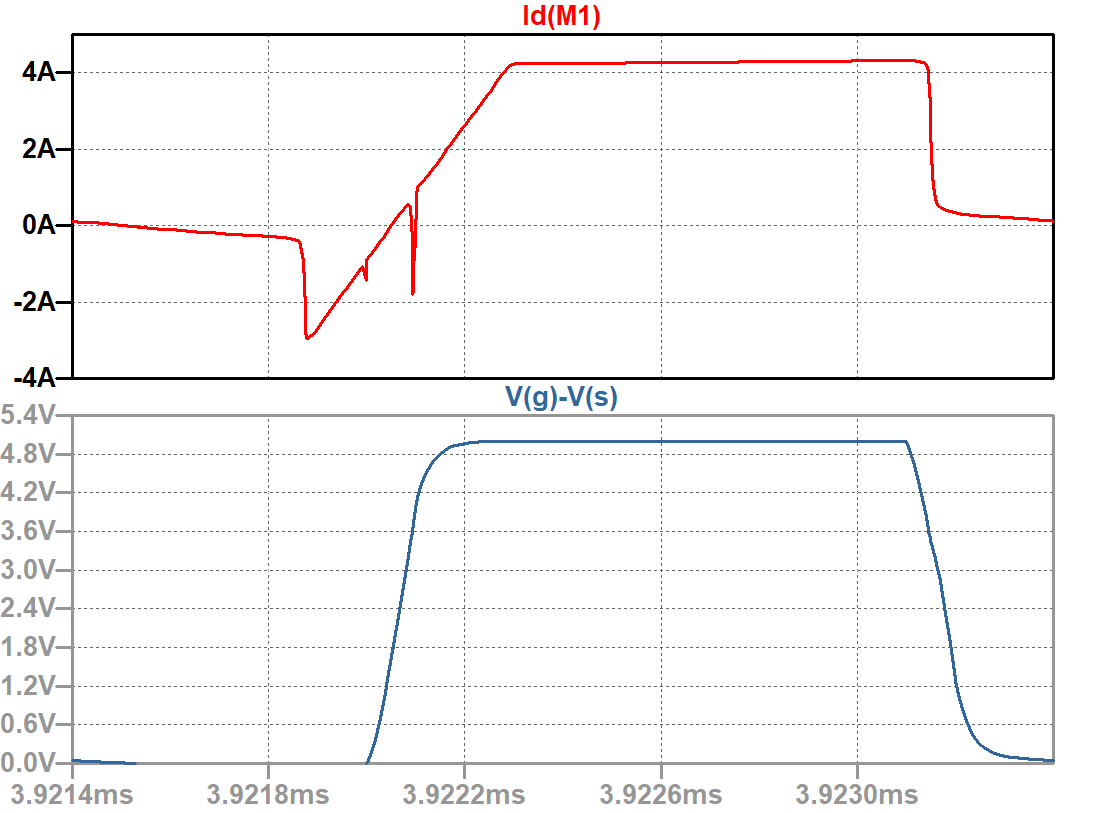 Id(M1)
4A
2A
0A
-2A
-4A
V(g)-V(s)
5.4V
4.8V
4.2V
3.6V
3.0V
2.4V
1.8V
1.2V
0.6V
0.0V
3.9214ms 3.9218ms 3.9222ms 3.9226ms 3.9230ms